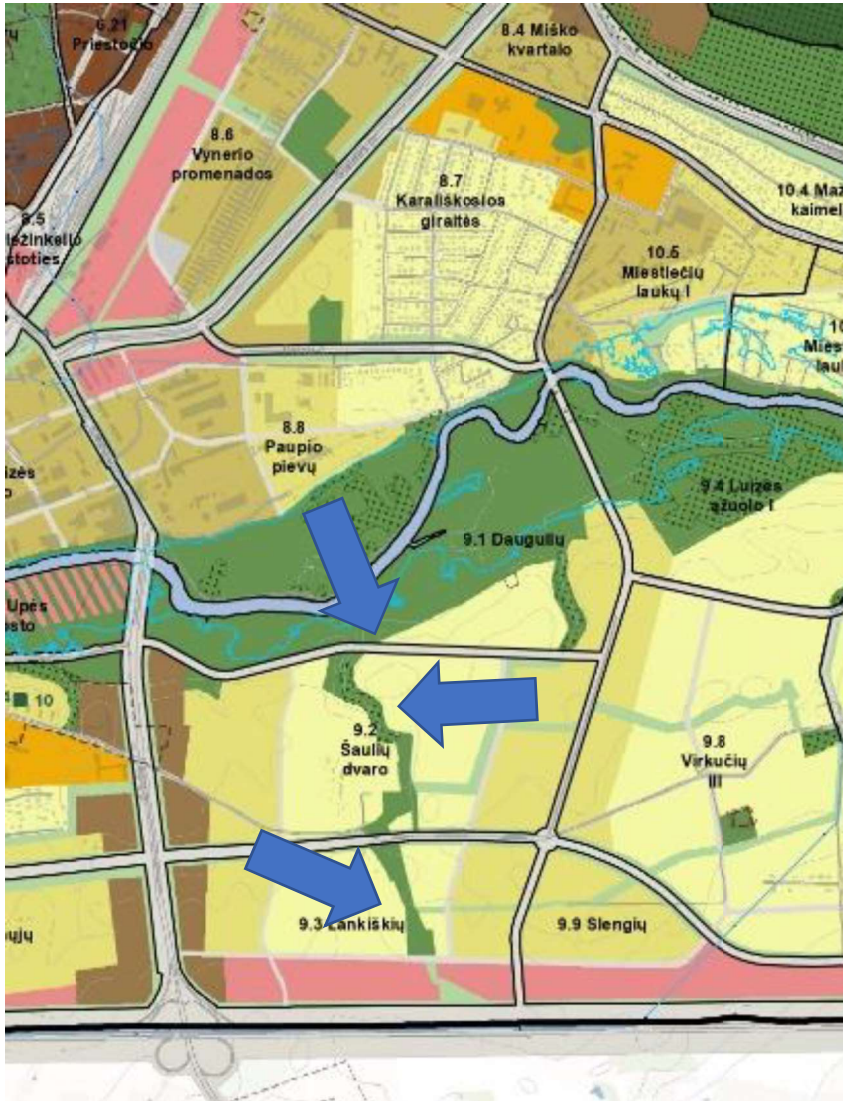 6.21
Priestočio
8.4 Miško
kvartalo
8.6
Vynerio
promenados
8.7
Karališkosios
giraitės
10.4
kaimel
8.5
stoties
10.5
Miestiečių
laukų I
8.8
Paupio
pievų
9.4 Luizės
ąžuolo I
9.1 Daugulių
Upės
10
9.2
Šaulių
dvaro
9.8
Virkučių
III
9.3 Lankiškių
9.9 Slengių